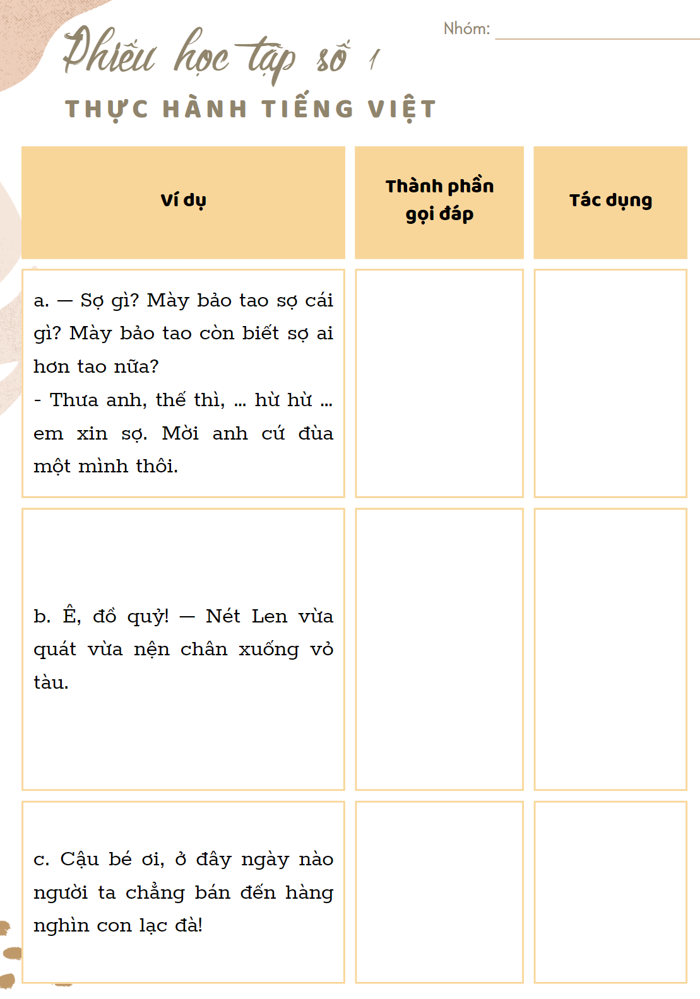 Nhóm:
Phiếu học tập số 1
THỰC HÀNH TIẾNG VIỆT
Ví dụ
Thành phần
gọi đáp
Tác dụng
a. — Sợ gì? Mày bảo tao sợ cái
gì? Mày bảo tao còn biết sợ ai
hơn tao nữa?
- Thưa anh, thế thì, ... hừ hừ ...
em xin sợ. Mời anh cứ đùa
một mình thôi.
b. Ê, đồ quỷ! — Nét Len vừa
quát vừa nện chân xuống vỏ
tàu.
c. Cậu bé ơi, ở đây ngày nào
người ta chẳng bán đến hàng
nghìn con lạc đà!